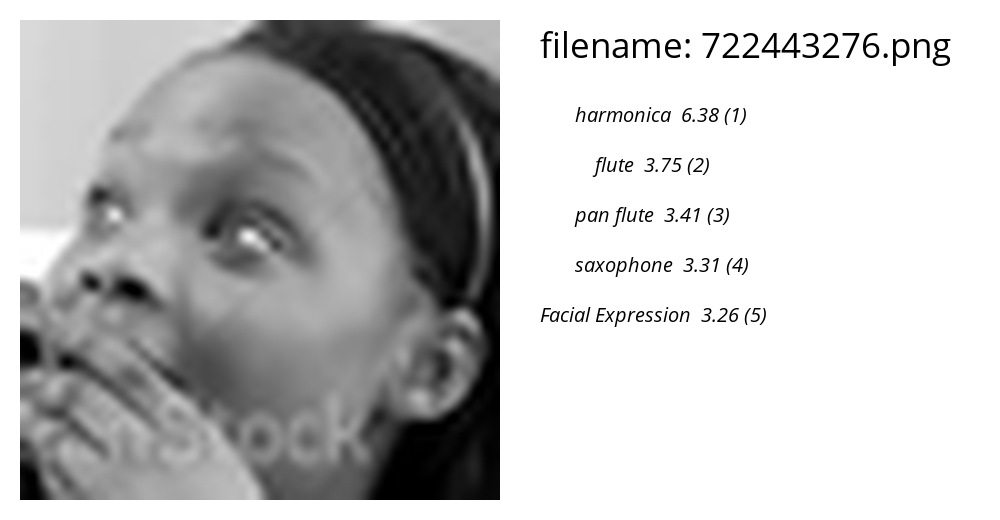 filename: 722443276.png
harmonica 6.38 (1)
flute 3.75 (2)
pan flute 3.41 (3)
saxophone 3.31 (4)
Facial Expression 3.26 (5)